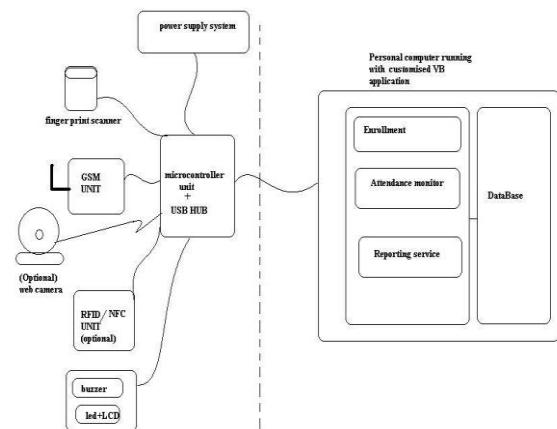 power supply system
finger print scanner
GSM
UNIT
microcontroller
unit
+
USB HUB
(Optional)
web camera
RFID / NFC
UNIT
(optional)
buzzer
led+LCD
Personal computer running
with customised VB
application
Enrollment
Attendance monitor
Reporting service
DataBase